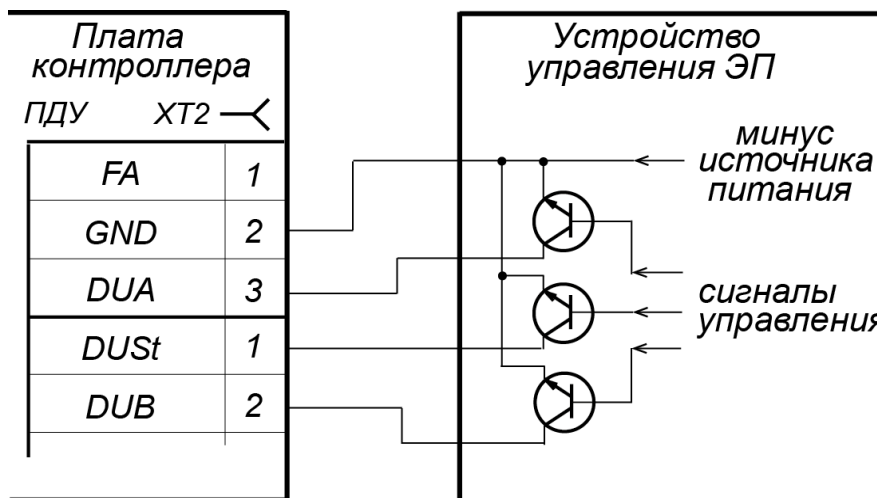 Плата
контроллера
ПДУ XT2
FA 1
GND 2
DUA 3
DUSt 1
DUB 2
Устройство
управления ЭП
минус
источника
питания
сигналы
управления